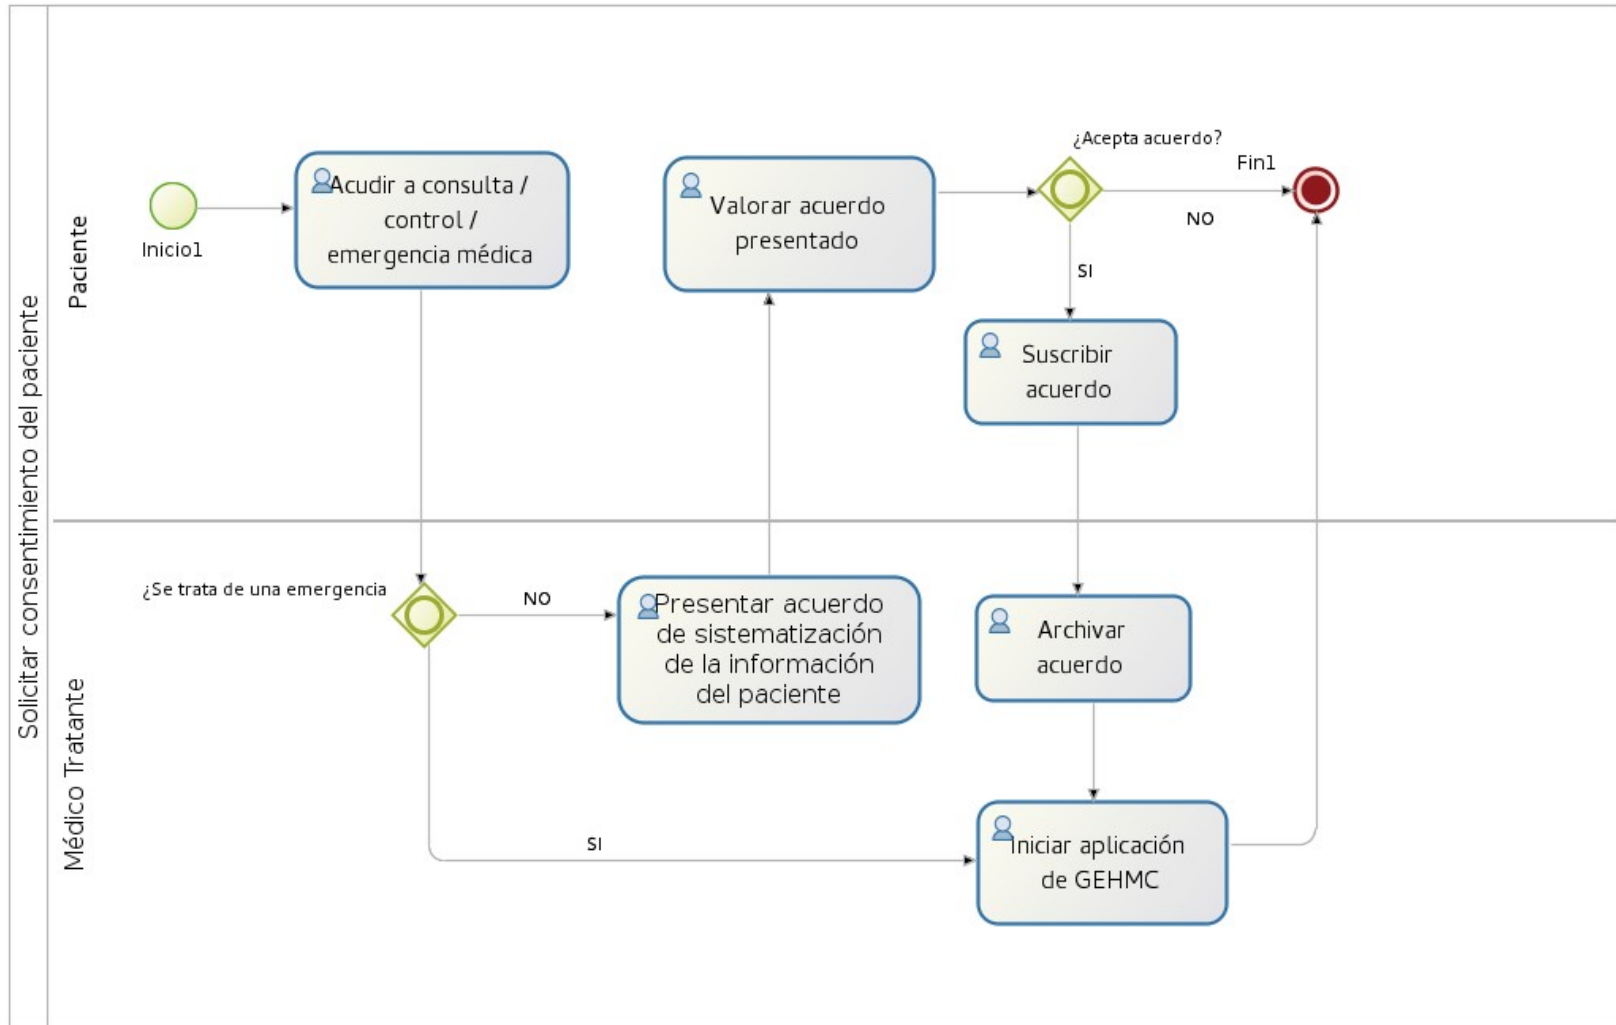 Solicitar consentimiento del paciente
Paciente
Inicio1
Acudir a consulta /
control /
emergencia médica
Valorar acuerdo
presentado
¿Acepta acuerdo?
Fin1
NO
SI
Suscribir
acuerdo
Médico Tratante
¿Se trata de una emergencia
NO
Presentar acuerdo
de sistematización
de la información
del paciente
Archivar
acuerdo
SI
Iniciar aplicación
de GEHMC